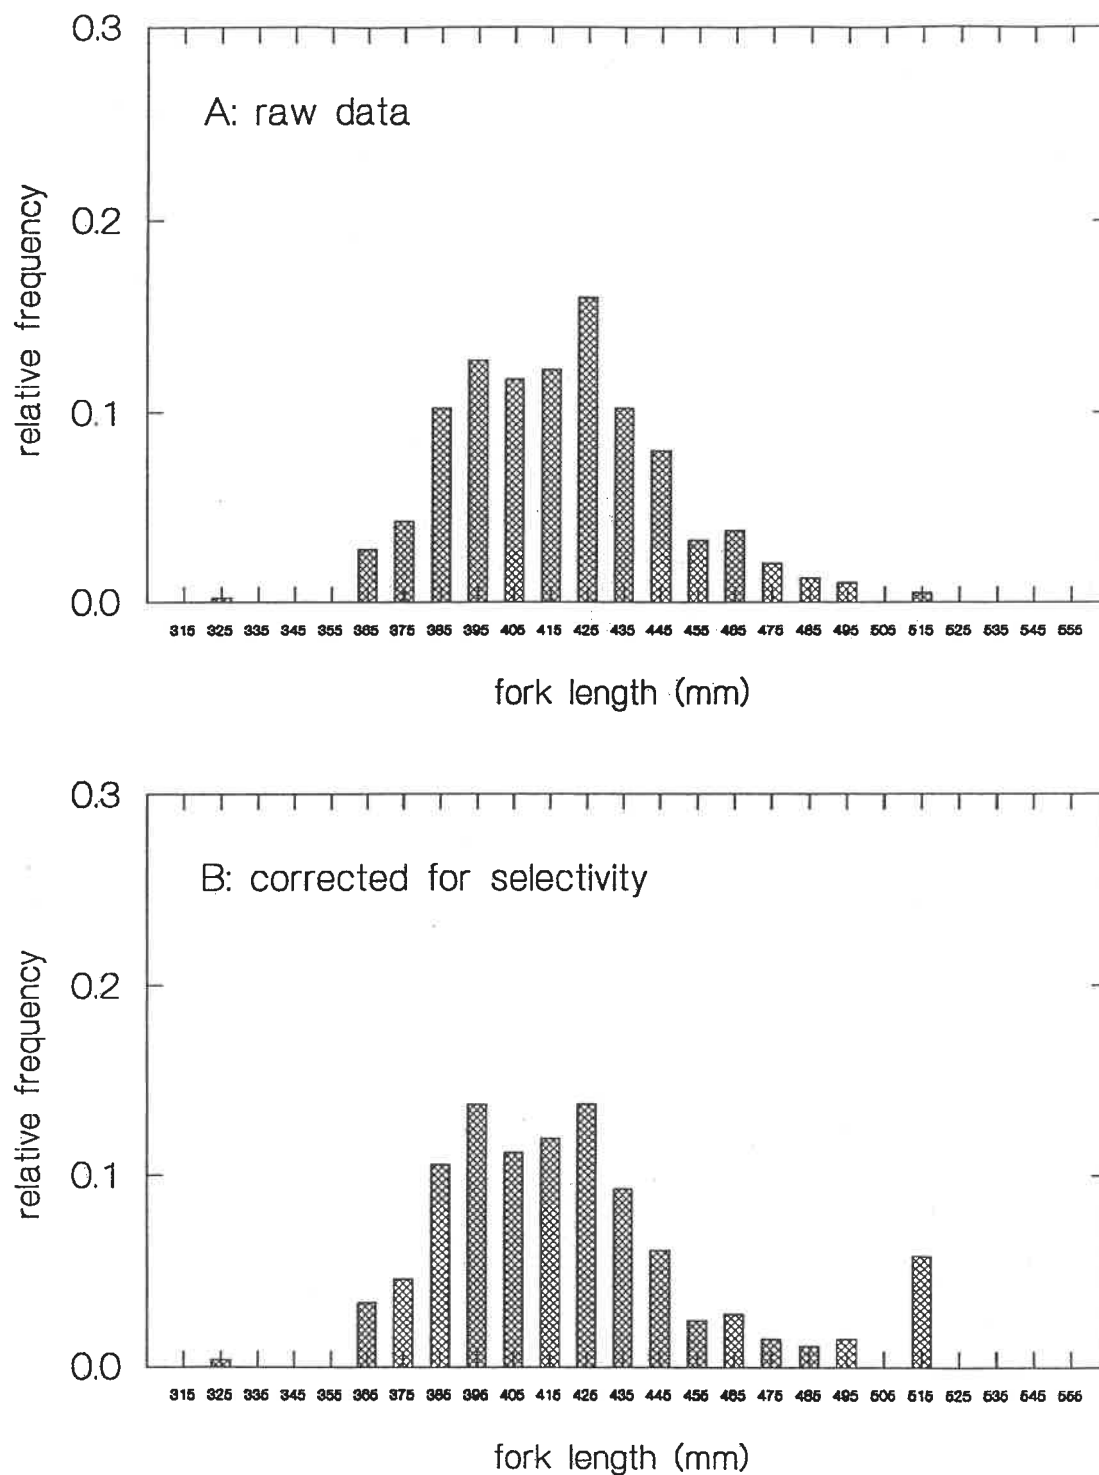 0.3
A: raw data
0.2
relative frequency
0.1
0.0
315 325 335 345 355 365 375 385 395 405 415 425 435 445 455 465 475 485 495 505 515 525 535 545 555
fork length (mm)
0.3
B: corrected for selectivity
0.2
relative frequency
0.1
0.0
315 325 335 345 355 365 375 385 395 405 415 425 435 445 455 465 475 485 495 505 515 525 535 545 555
fork length (mm)